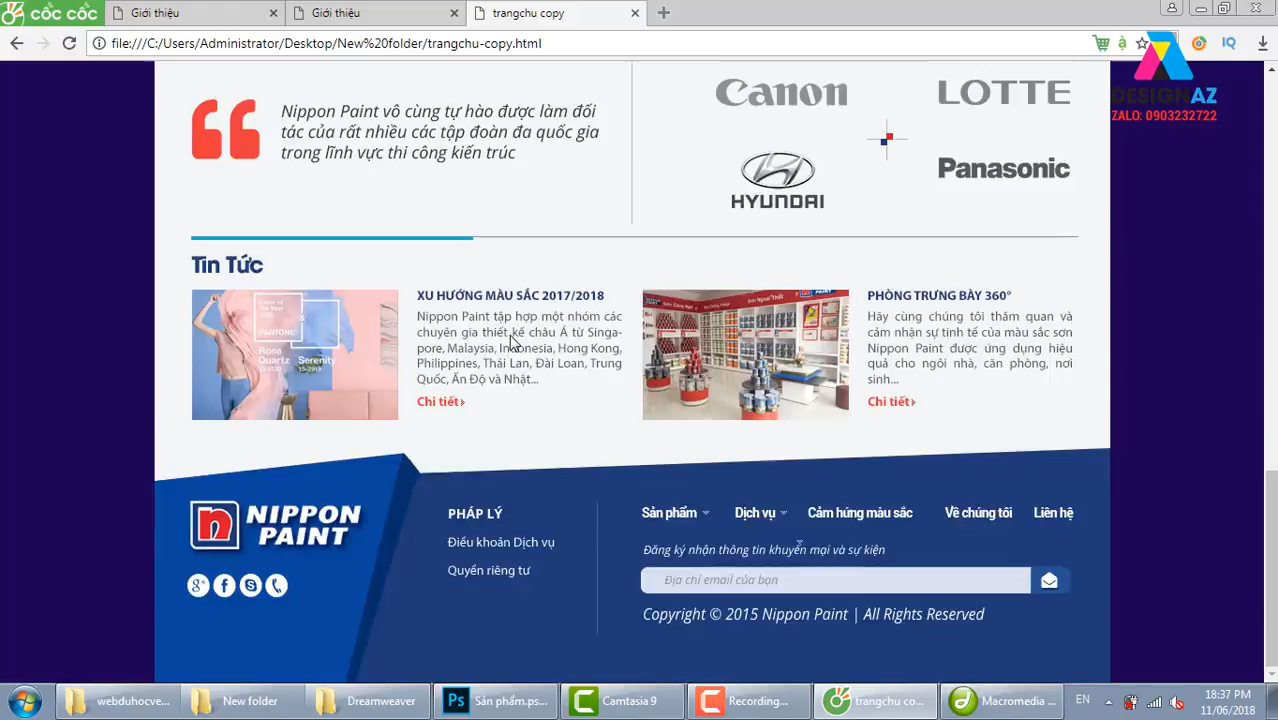 cốc cốc
Giới thiệu
Giới thiệu
trangchu copy
file:///C:/Users/Administrator/Desktop/New%20folder/trangchu-copy.html
IQ
DESIGNAZ
ZALO: 0903232722
Nippon Paint vô cùng tự hào được làm đối
tác của rất nhiều các tập đoàn đa quốc gia
trong lĩnh vực thi công kiến trúc
Canon
LOTTE
HYUNDAI
Panasonic
Tin Tức
PANTONE
Rose
Quartz
Serenity
XU HƯỚNG MÀU SẮC 2017/2018
Nippon Paint tập hợp một nhóm các
chuyên gia thiết kế châu Á từ Singa-
pore, Malaysia, Indonesia, Hong Kong,
Philippines, Thái Lan, Đài Loan, Trung
Quốc, Ấn Độ và Nhật...
Chi tiết
PHÒNG TRƯNG BÀY 360°
Hãy cùng chúng tôi thăm quan và
cảm nhận sự tinh tế của màu sắc sơn
Nippon Paint được ứng dụng hiệu
quả cho ngôi nhà, căn phòng, nơi
sinh...
Chi tiết
NIPPON
PAINT
PHÁP LÝ
Điều khoản Dịch vụ
Quyền riêng tư
Sản phẩm
Dịch vụ
Cảm hứng màu sắc
Về chúng tôi
Liên hệ
Đăng ký nhận thông tin khuyến mại và sự kiện
Địa chỉ email của bạn
Copyright © 2015 Nippon Paint | All Rights Reserved
webduhocve...
New folder
Dreamweaver
Ps
Sản phẩm.ps...
Camtasia 9
Recording...
trangchu co...
Macromedia ...
EN
18:37 PM
11/06/2018